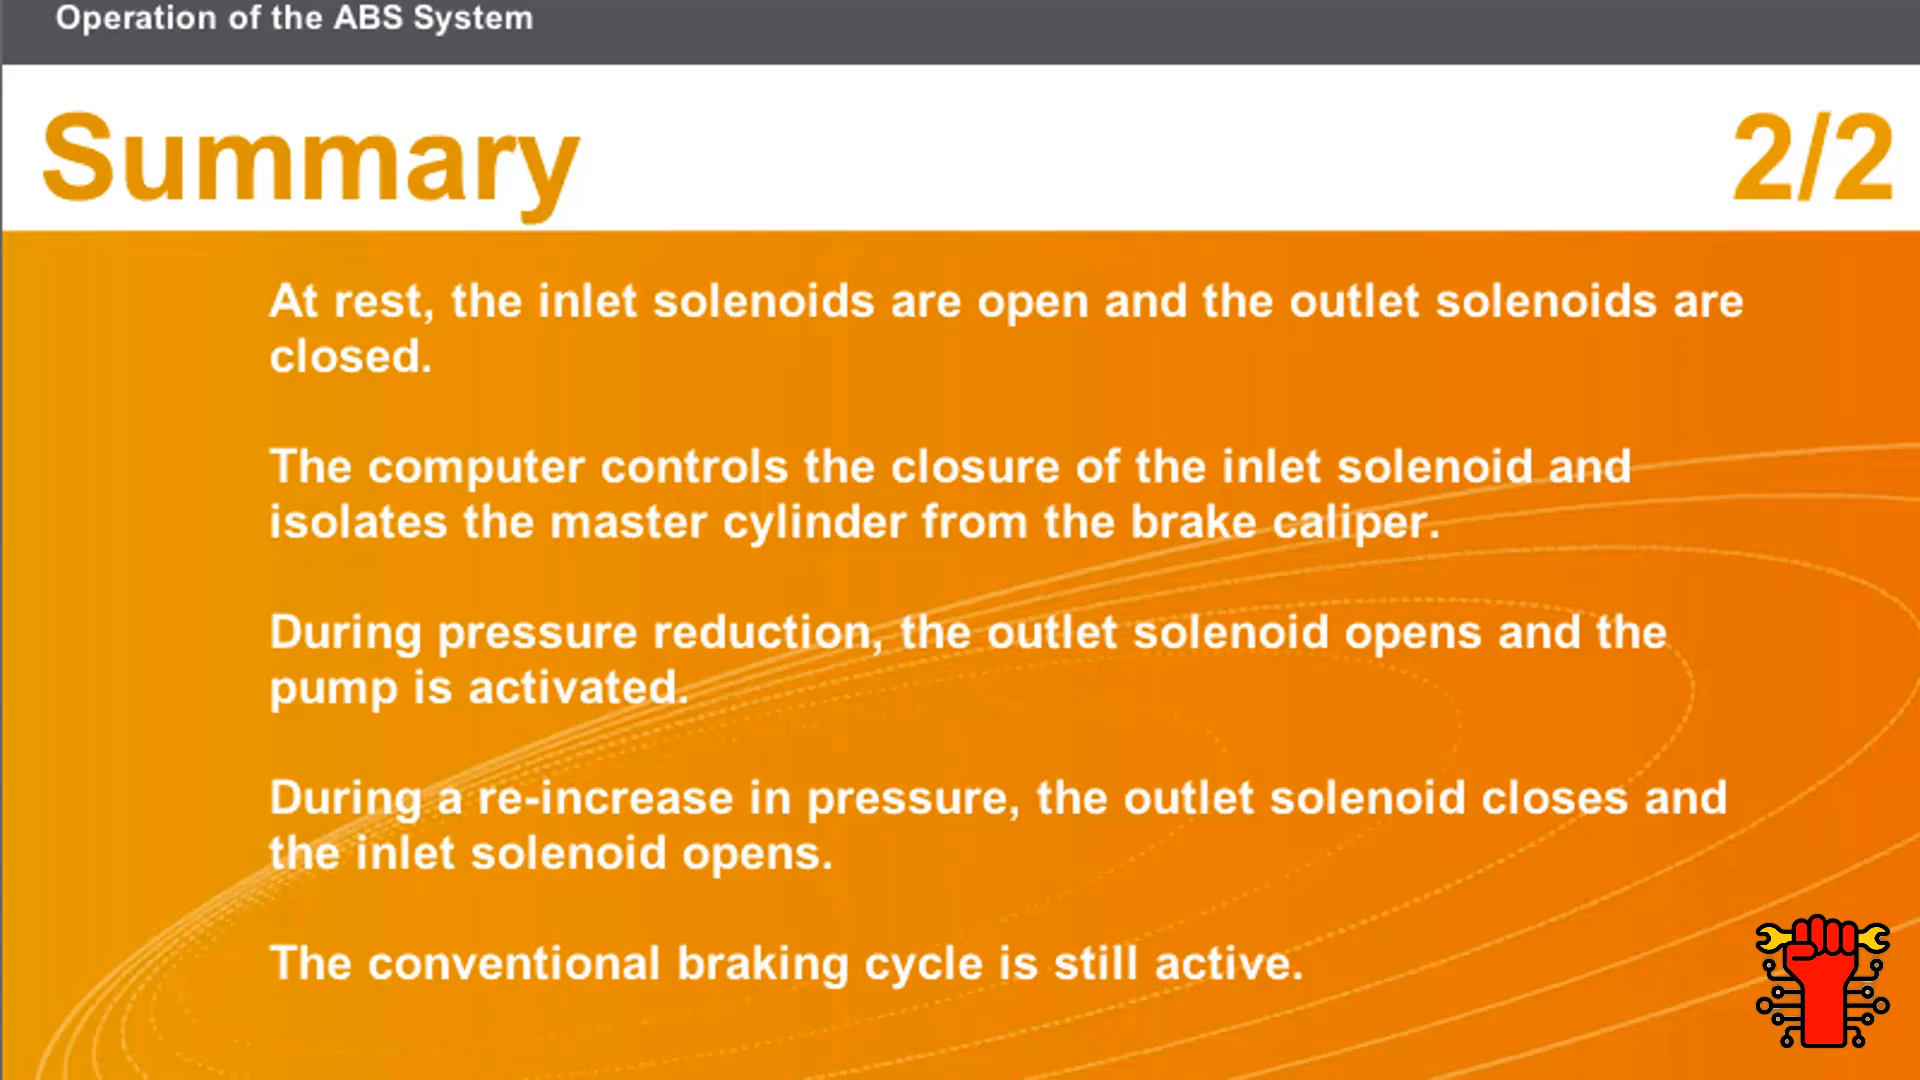 Operation of the ABS System
Summary
2/2
At rest, the inlet solenoids are open and the outlet solenoids are
closed.
The computer controls the closure of the inlet solenoid and
isolates the master cylinder from the brake caliper.
During pressure reduction, the outlet solenoid opens and the
pump is activated.
During a re-increase in pressure, the outlet solenoid closes and
the inlet solenoid opens.
The conventional braking cycle is still active.